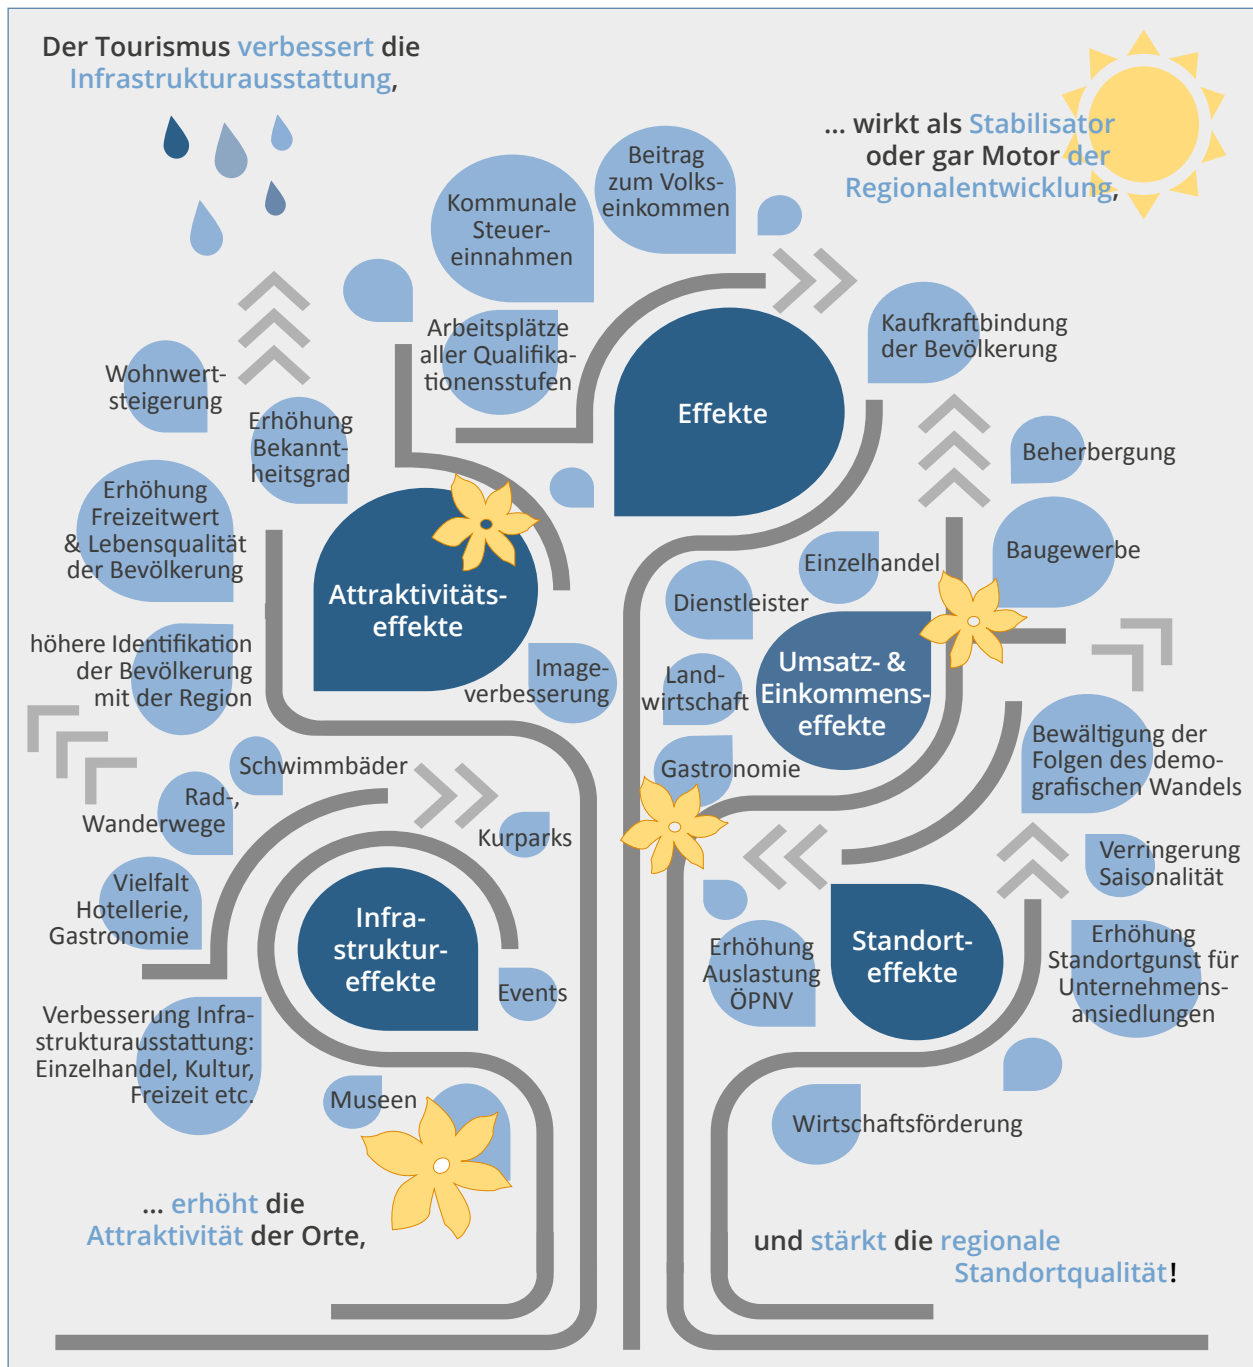 Der Tourismus verbessert die
Infrastrukturausstattung,
... wirkt als Stabilisator
oder gar Motor der
Regionalentwicklung,
Beitrag
zum Volks-
einkommen
Kommunale
Steuer-
einnahmen
Arbeitsplätze
aller Qualifika-
tionensstufen
Kaufkraftbindung
der Bevölkerung
Effekte
Wohnwert-
steigerung
Erhöhung
Bekannt-
heitsgrad
Erhöhung
Freizeitwert
& Lebensqualität
der Bevölkerung
höhere Identifikation
der Bevölkerung
mit der Region
Attraktivitäts-
effekte
Image-
verbesserung
Beherbergung
Baugewerbe
Einzelhandel
Dienstleister
Land-
wirtschaft
Gastronomie
Umsatz- &
Einkommens-
effekte
Schwimmbäder
Rad-,
Wanderwege
Vielfalt
Hotellerie,
Gastronomie
Verbesserung Infra-
strukturausstattung:
Einzelhandel, Kultur,
Freizeit etc.
Kurparks
Infra-
struktur-
effekte
Events
Museen
Bewältigung der
Folgen des demo-
grafischen Wandels
Verringerung
Saisonalität
Erhöhung
Standortgunst für
Unternehmens-
ansiedlungen
Standort-
effekte
Erhöhung
Auslastung
ÖPNV
Wirtschaftsförderung
... erhöht die
Attraktivität der Orte,
und stärkt die regionale
Standortqualität!